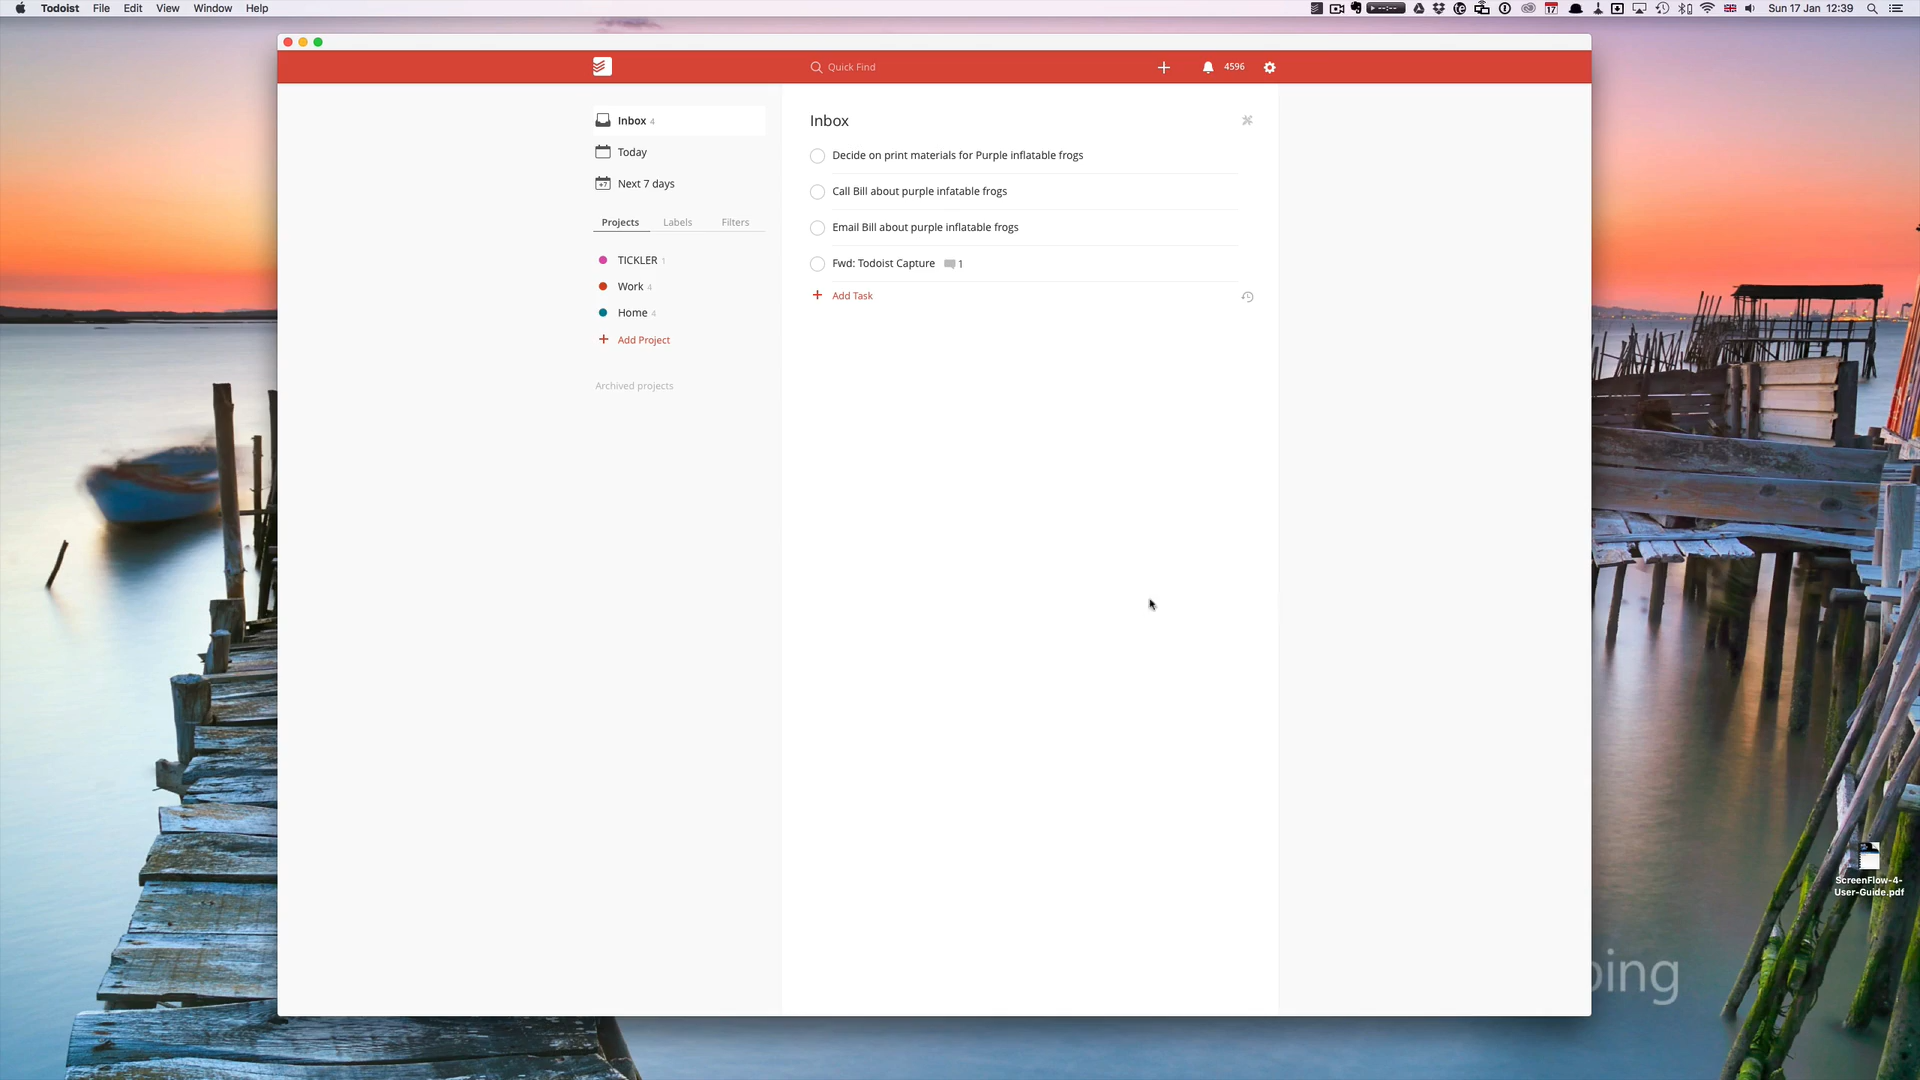 Todoist File Edit View Window Help
17 Sun 17 Jan 12:39
Quick Find
4596
Inbox 4
Today
+7 Next 7 days
Projects Labels Filters
TICKLER 1
Work 4
Home 4
Add Project
Archived projects
Inbox
Decide on print materials for Purple inflatable frogs
Call Bill about purple infatable frogs
Email Bill about purple inflatable frogs
Fwd: Todoist Capture 1
Add Task
ScreenFlow-4-
User-Guide.pdf